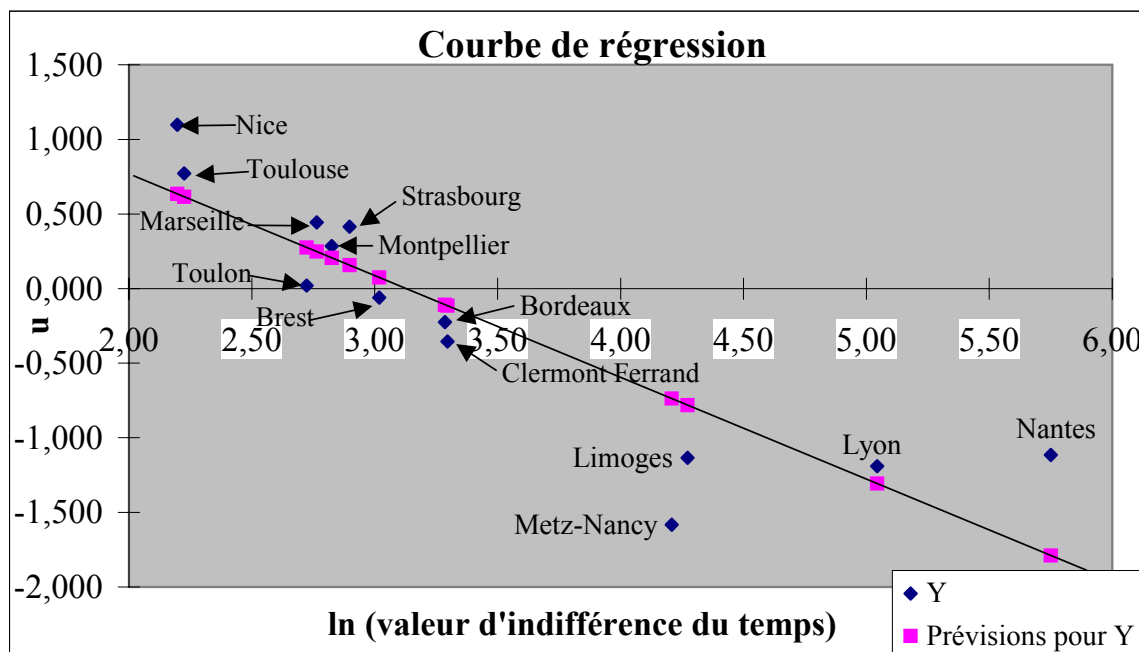 Courbe de régression
1,500
1,000
0,500
0,000
-0,500
-1,000
-1,500
-2,000
u
Nice
Toulouse
Strasbourg
Marseille
Montpellier
Toulon
Brest
Bordeaux
Clermont Ferrand
Limoges
Metz-Nancy
Lyon
Nantes
2,00 2,50 3,00 3,50 4,00 4,50 5,00 5,50 6,00
ln (valeur d'indifférence du temps)
Y
Prévisions pour Y